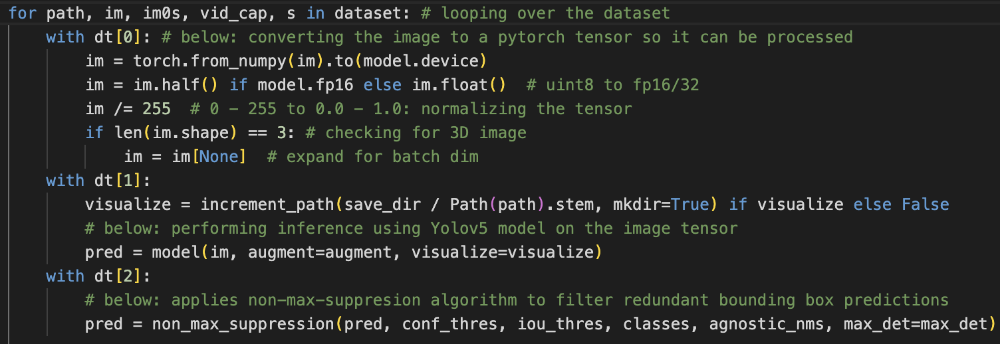 for path, im, im0s, vid_cap, s in dataset: # looping over the dataset
    with dt[0]: # below: converting the image to a pytorch tensor so it can be processed
        im = torch.from_numpy(im).to(model.device)
        im = im.half() if model.fp16 else im.float()  # uint8 to fp16/32
        im /= 255  # 0 - 255 to 0.0 - 1.0: normalizing the tensor
        if len(im.shape) == 3: # checking for 3D image
            im = im[None]  # expand for batch dim
    with dt[1]:
        visualize = increment_path(save_dir / Path(path).stem, mkdir=True) if visualize else False
        # below: performing inference using Yolov5 model on the image tensor
        pred = model(im, augment=augment, visualize=visualize)
    with dt[2]:
        # below: applies non-max-suppresion algorithm to filter redundant bounding box predictions
        pred = non_max_suppression(pred, conf_thres, iou_thres, classes, agnostic_nms, max_det=max_det)